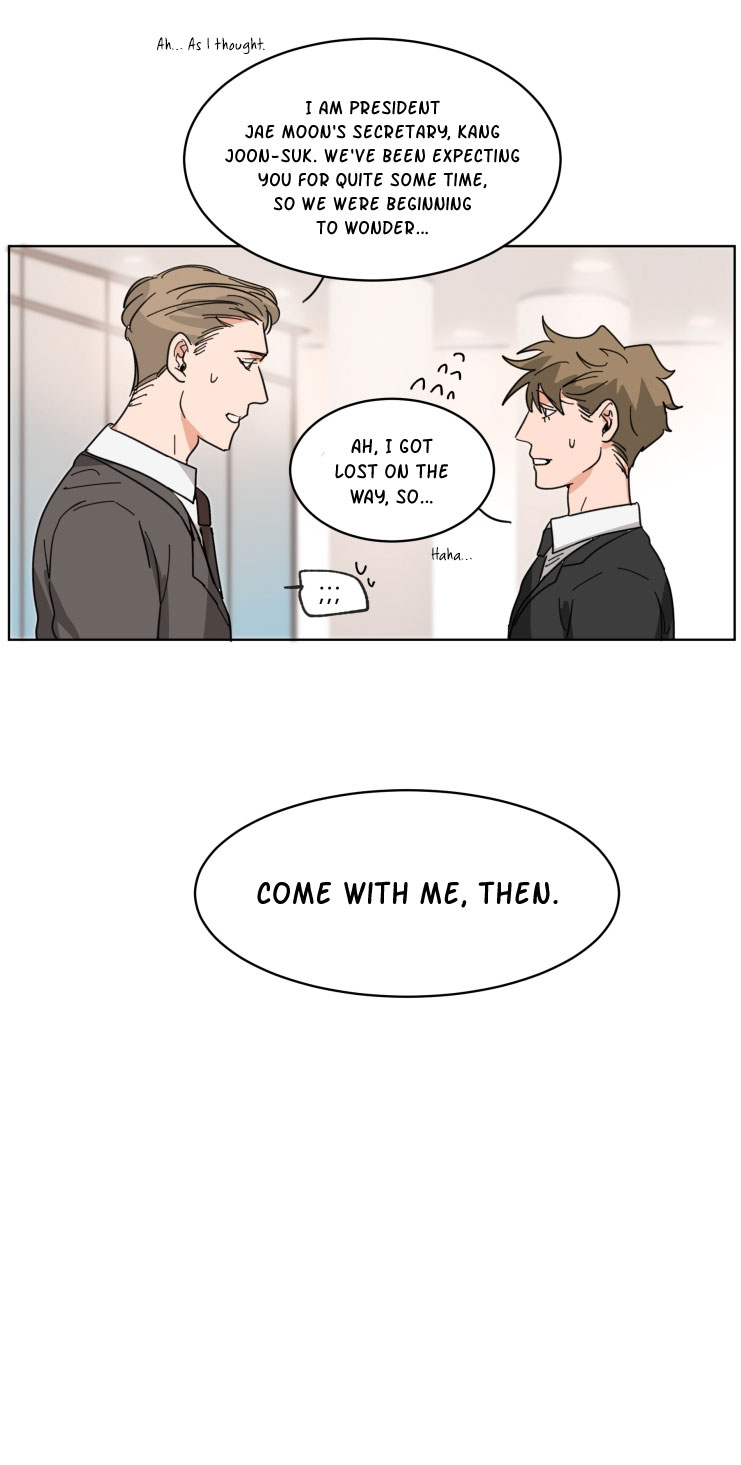 Ah... As I thought.
I AM PRESIDENT
JAE MOON'S SECRETARY, KANG
JOON-SUK. WE'VE BEEN EXPECTING
YOU FOR QUITE SOME TIME,
SO WE WERE BEGINNING
TO WONDER...
AH, I GOT
LOST ON THE
WAY, SO...
Haha...
;;;
COME WITH ME, THEN.